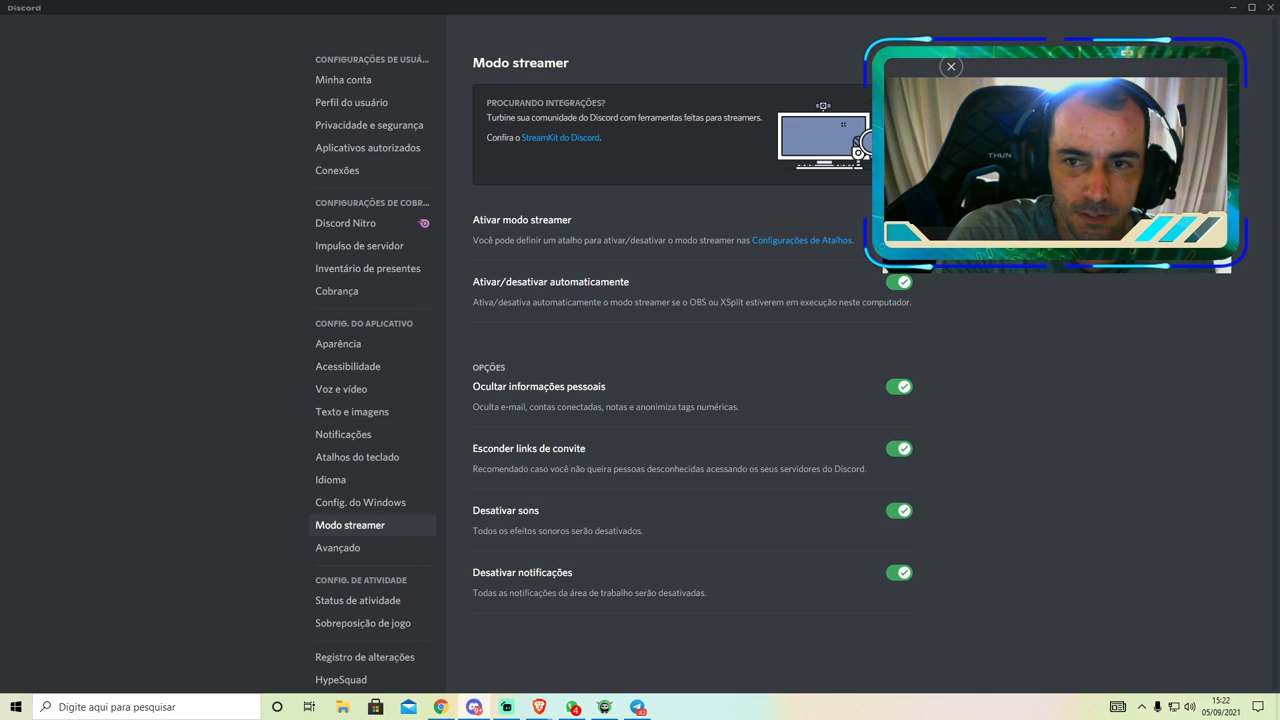 Discord
CONFIGURAÇÕES DE USUÁ...
Minha conta
Perfil do usuário
Privacidade e segurança
Aplicativos autorizados
Conexões
CONFIGURAÇÕES DE COBR...
Discord Nitro
Impulso de servidor
Inventário de presentes
Cobrança
CONFIG. DO APLICATIVO
Aparência
Acessibilidade
Voz e vídeo
Texto e imagens
Notificações
Atalhos do teclado
Idioma
Config. do Windows
Modo streamer
Avançado
CONFIG. DE ATIVIDADE
Status de atividade
Sobreposição de jogo
Registro de alterações
HypeSquad
Modo streamer
PROCURANDO INTEGRAÇÕES?
Turbine sua comunidade do Discord com ferramentas feitas para streamers.
Confira o StreamKit do Discord.
Ativar modo streamer
Você pode definir um atalho para ativar/desativar o modo streamer nas Configurações de Atalhos.
Ativar/desativar automaticamente
Ativa/desativa automaticamente o modo streamer se o OBS ou XSplit estiverem em execução neste computador.
OPÇÕES
Ocultar informações pessoais
Oculta e-mail, contas conectadas, notas e anonimiza tags numéricas.
Esconder links de convite
Recomendado caso você não queira pessoas desconhecidas acessando os seus servidores do Discord.
Desativar sons
Todos os efeitos sonoros serão desativados.
Desativar notificações
Todas as notificações da área de trabalho serão desativadas.
THUN
Digite aqui para pesquisar
4
15:22
05/09/2021